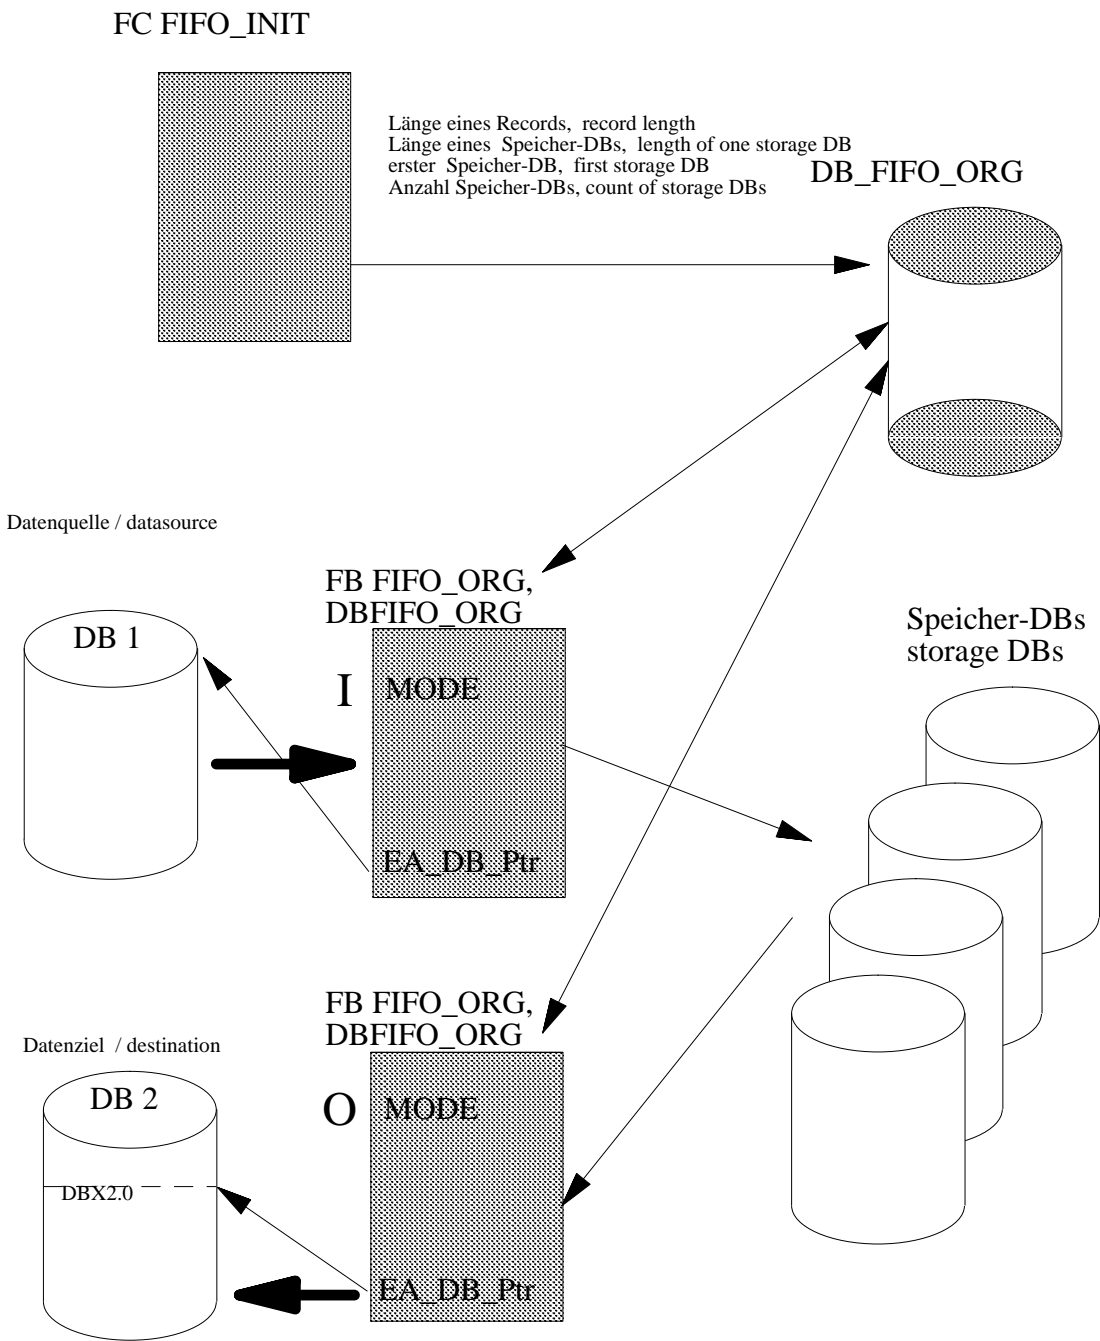 FC FIFO_INIT
Länge eines Records, record length
Länge eines Speicher-DBs, length of one storage DB
erster Speicher-DB, first storage DB
Anzahl Speicher-DBs, count of storage DBs
DB_FIFO_ORG
Datenquelle / datasource
FB FIFO_ORG,
DBFIFO_ORG
DB 1
I
MODE
EA_DB_Ptr
Speicher-DBs
storage DBs
FB FIFO_ORG,
DBFIFO_ORG
Datenziel / destination
DB 2
O
MODE
DBX2.0
EA_DB_Ptr